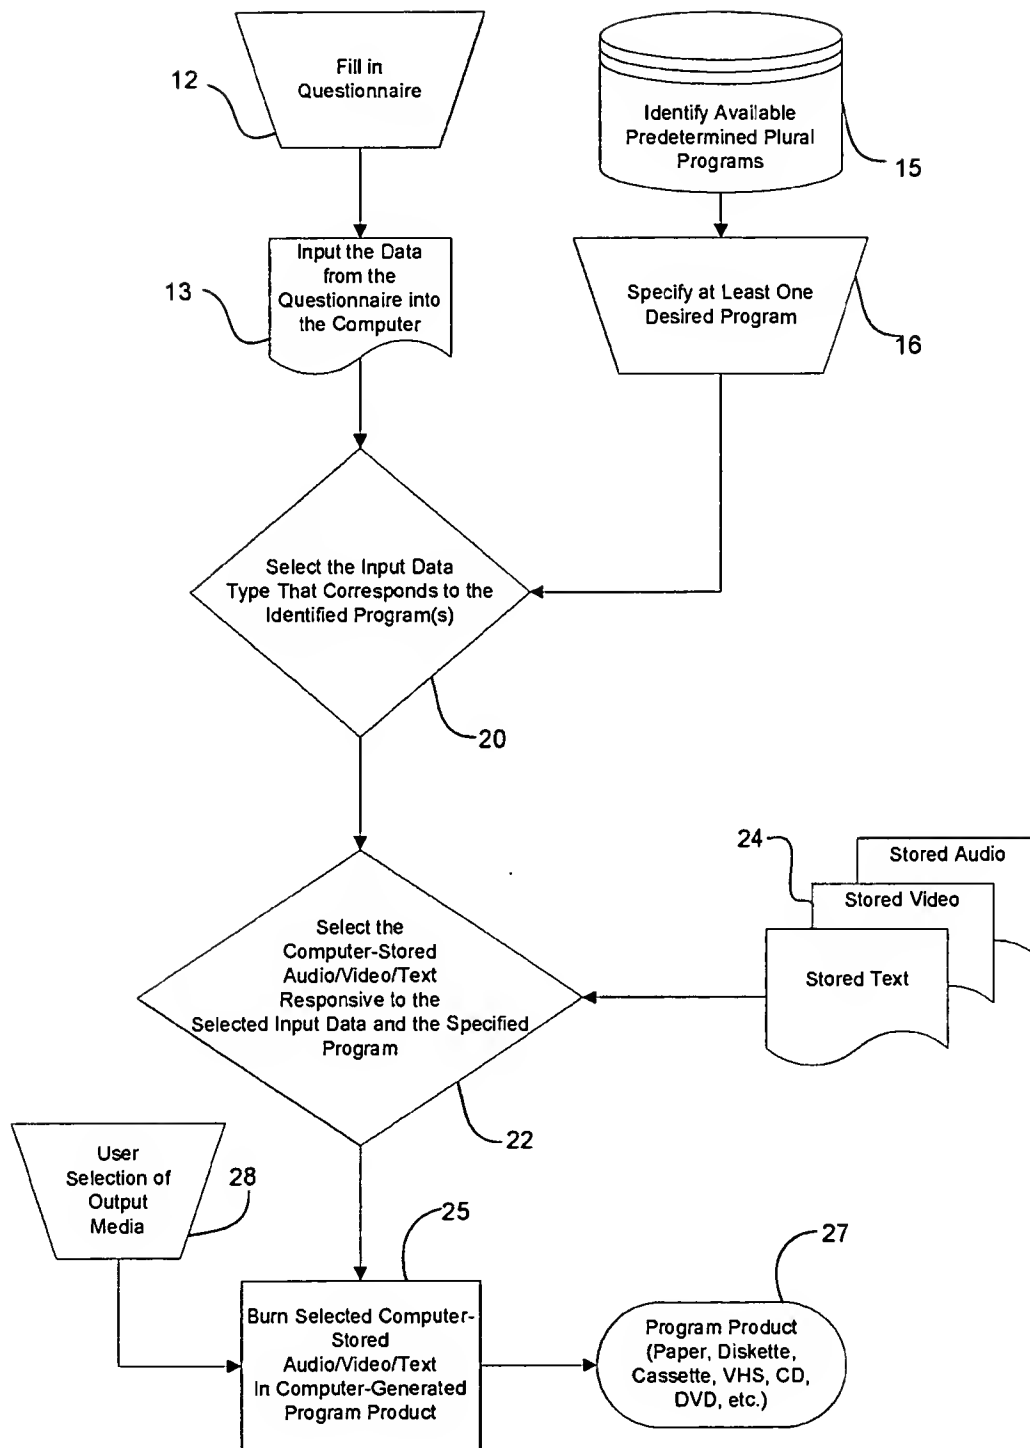 Fill in
Questionnaire
12
Identify Available
Predetermined Plural
Programs
15
Input the Data
from the
Questionnaire into
the Computer
13
Specify at Least One
Desired Program
16
Select the Input Data
Type That Corresponds to the
Identified Program(s)
20
24
Stored Audio
Stored Video
Stored Text
Select the
Computer-Stored
Audio/Video/Text
Responsive to the
Selected Input Data and the Specified
Program
22
User
Selection of
Output
Media
28
25
Burn Selected Computer-
Stored
Audio/Video/Text
In Computer-Generated
Program Product
27
Program Product
(Paper, Diskette,
Cassette, VHS, CD,
DVD, etc.)